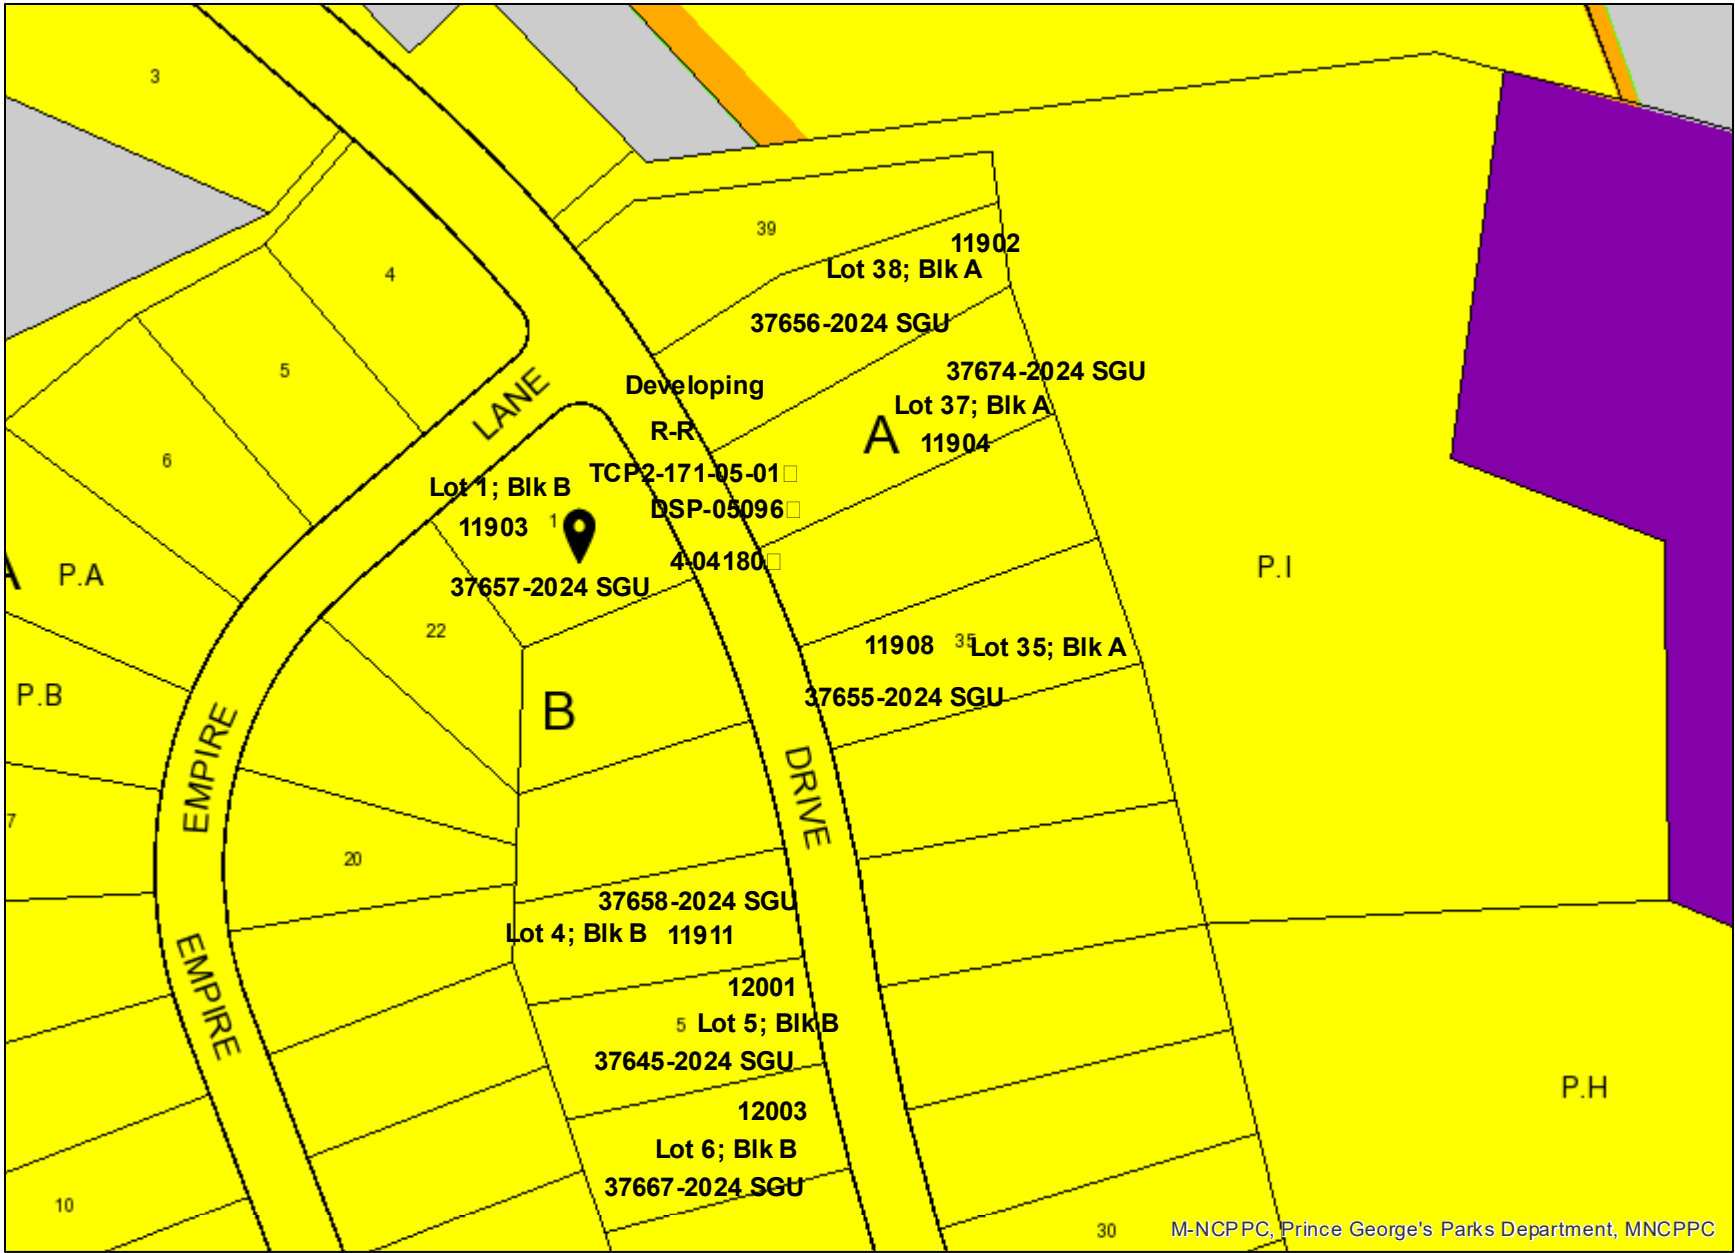 3
39
11902
Lot 38; Blk A
4
37656-2024 SGU
5
37674-2024 SGU
LANE
Developing
Lot 37; Blk A
R-R
A
11904
6
TCP2-171-05-01
Lot 1; Blk B
DSP-05096
11903
1
4-04180
P.I
A
P.A
37657-2024 SGU
22
11908
35
Lot 35; Blk A
P.B
B
37655-2024 SGU
EMPIRE
DRIVE
7
20
37658-2024 SGU
Lot 4; Blk B
11911
EMPIRE
12001
5
Lot 5; Blk B
37645-2024 SGU
P.H
12003
Lot 6; Blk B
37667-2024 SGU
10
30
M-NCPPC, Prince George's Parks Department, MNCPPC